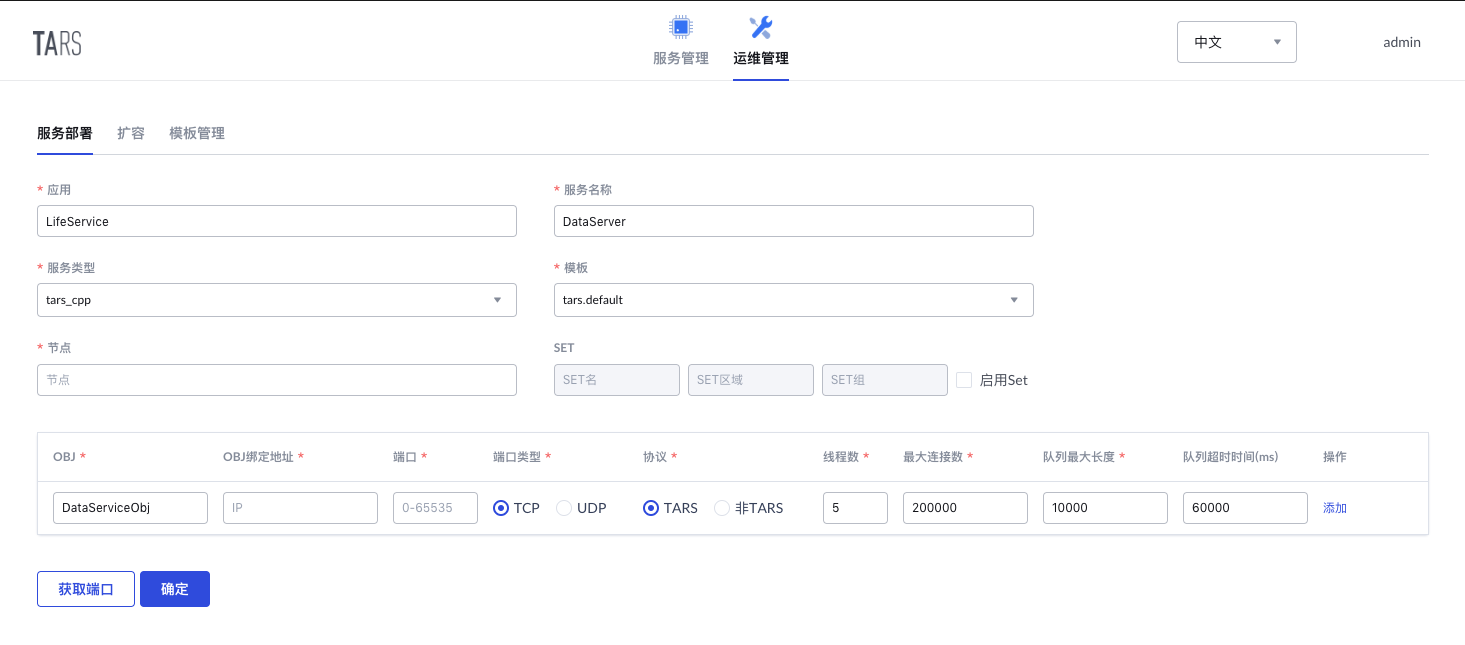 TARS
服务管理
运维管理
中文
admin
服务部署 扩容 模板管理
* 应用 * 服务名称
LifeService DataServer
* 服务类型 * 模板
tars_cpp tars.default
* 节点 SET
节点 SET名 SET区域 SET组 启用Set
OBJ * OBJ绑定地址 * 端口 * 端口类型 * 协议 * 线程数 * 最大连接数 * 队列最大长度 * 队列超时时间(ms) 操作
DataServiceObj IP 0-65535 TCP UDP TARS 非TARS 5 200000 10000 60000 添加
获取端口 确定